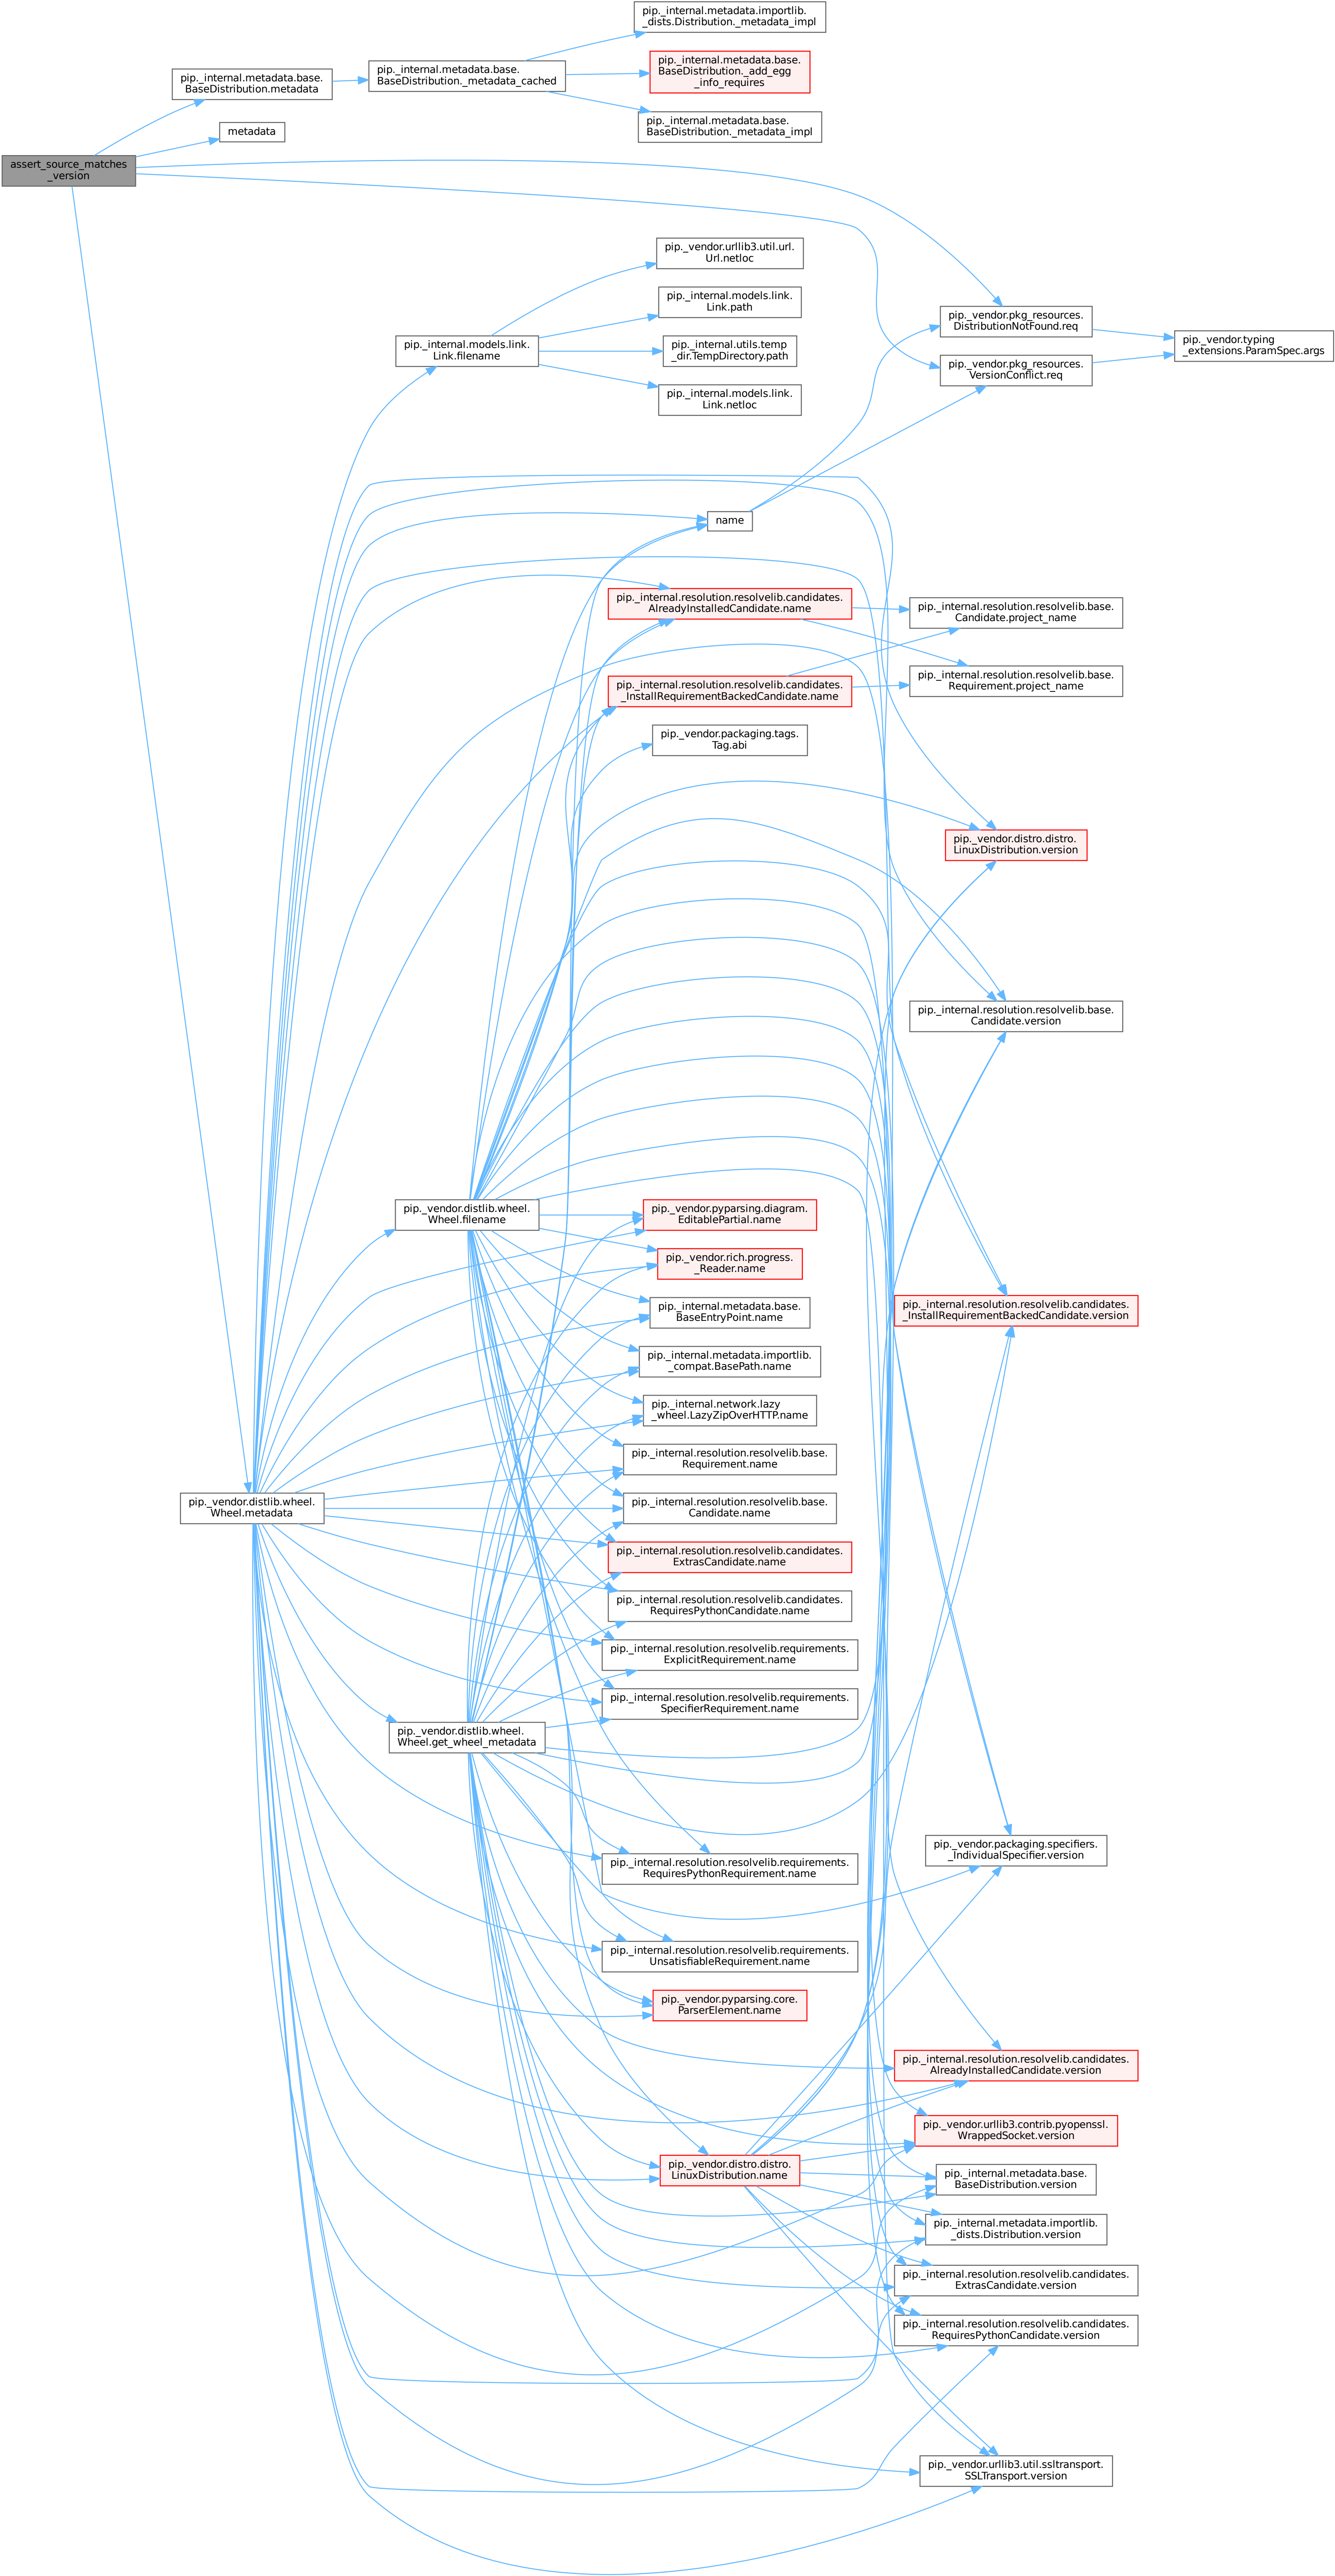 pip._internal.metadata.importlib.
_dists.Distribution._metadata_impl
pip._internal.metadata.base.
BaseDistribution._add_egg
_info_requires
pip._internal.metadata.base.
BaseDistribution.metadata
pip._internal.metadata.base.
BaseDistribution._metadata_cached
pip._internal.metadata.base.
BaseDistribution._metadata_impl
metadata
assert_source_matches
_version
pip._vendor.urllib3.util.url.
Url.netloc
pip._internal.models.link.
Link.path
pip._internal.models.link.
Link.filename
pip._internal.utils.temp
_dir.TempDirectory.path
pip._internal.models.link.
Link.netloc
pip._vendor.pkg_resources.
DistributionNotFound.req
pip._vendor.pkg_resources.
VersionConflict.req
pip._vendor.typing
_extensions.ParamSpec.args
name
pip._internal.resolution.resolvelib.candidates.
AlreadyInstalledCandidate.name
pip._internal.resolution.resolvelib.base.
Candidate.project_name
pip._internal.resolution.resolvelib.candidates.
_InstallRequirementBackedCandidate.name
pip._internal.resolution.resolvelib.base.
Requirement.project_name
pip._vendor.packaging.tags.
Tag.abi
pip._vendor.distro.distro.
LinuxDistribution.version
pip._internal.resolution.resolvelib.base.
Candidate.version
pip._vendor.distlib.wheel.
Wheel.filename
pip._vendor.pyparsing.diagram.
EditablePartial.name
pip._vendor.rich.progress.
_Reader.name
pip._internal.metadata.base.
BaseEntryPoint.name
pip._internal.resolution.resolvelib.candidates.
_InstallRequirementBackedCandidate.version
pip._internal.metadata.importlib.
_compat.BasePath.name
pip._internal.network.lazy
_wheel.LazyZipOverHTTP.name
pip._internal.resolution.resolvelib.base.
Requirement.name
pip._vendor.distlib.wheel.
Wheel.metadata
pip._internal.resolution.resolvelib.base.
Candidate.name
pip._internal.resolution.resolvelib.candidates.
ExtrasCandidate.name
pip._internal.resolution.resolvelib.candidates.
RequiresPythonCandidate.name
pip._internal.resolution.resolvelib.requirements.
ExplicitRequirement.name
pip._internal.resolution.resolvelib.requirements.
SpecifierRequirement.name
pip._vendor.distlib.wheel.
Wheel.get_wheel_metadata
pip._vendor.packaging.specifiers.
_IndividualSpecifier.version
pip._internal.resolution.resolvelib.requirements.
RequiresPythonRequirement.name
pip._internal.resolution.resolvelib.requirements.
UnsatisfiableRequirement.name
pip._vendor.pyparsing.core.
ParserElement.name
pip._internal.resolution.resolvelib.candidates.
AlreadyInstalledCandidate.version
pip._vendor.urllib3.contrib.pyopenssl.
WrappedSocket.version
pip._vendor.distro.distro.
LinuxDistribution.name
pip._internal.metadata.base.
BaseDistribution.version
pip._internal.metadata.importlib.
_dists.Distribution.version
pip._internal.resolution.resolvelib.candidates.
ExtrasCandidate.version
pip._internal.resolution.resolvelib.candidates.
RequiresPythonCandidate.version
pip._vendor.urllib3.util.ssltransport.
SSLTransport.version